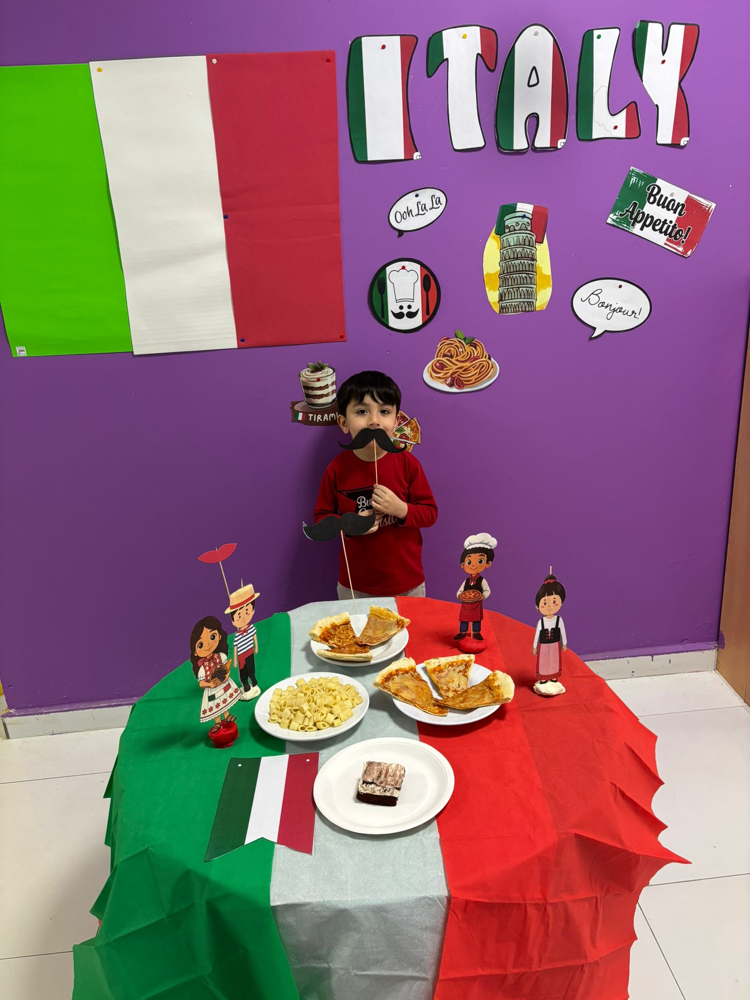 ITALY
Ooh La La
Buon
Appetito!
Bonjour!
TIRAMI